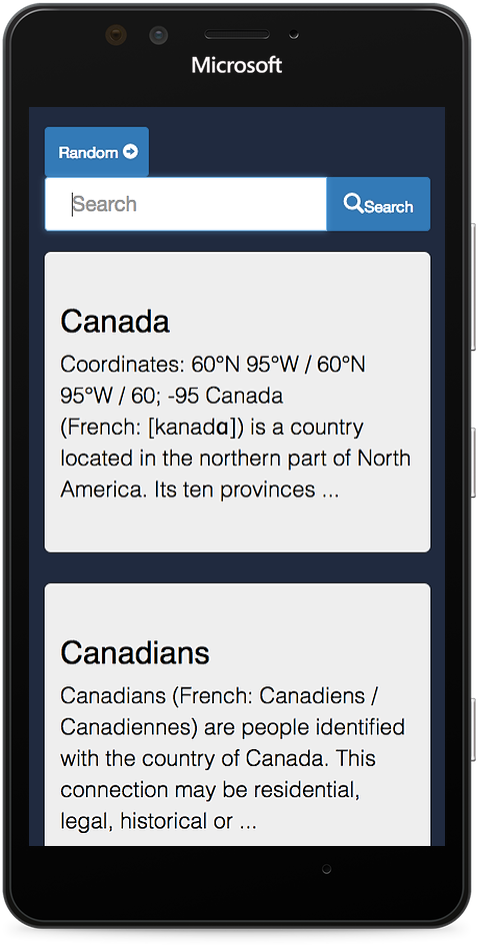 Microsoft
Random
Search
Search
Canada
Coordinates: 60°N 95°W / 60°N
95°W / 60; -95 Canada
(French: [kanadɑ]) is a country
located in the northern part of North
America. Its ten provinces ...
Canadians
Canadians (French: Canadiens /
Canadiennes) are people identified
with the country of Canada. This
connection may be residential,
legal, historical or ...